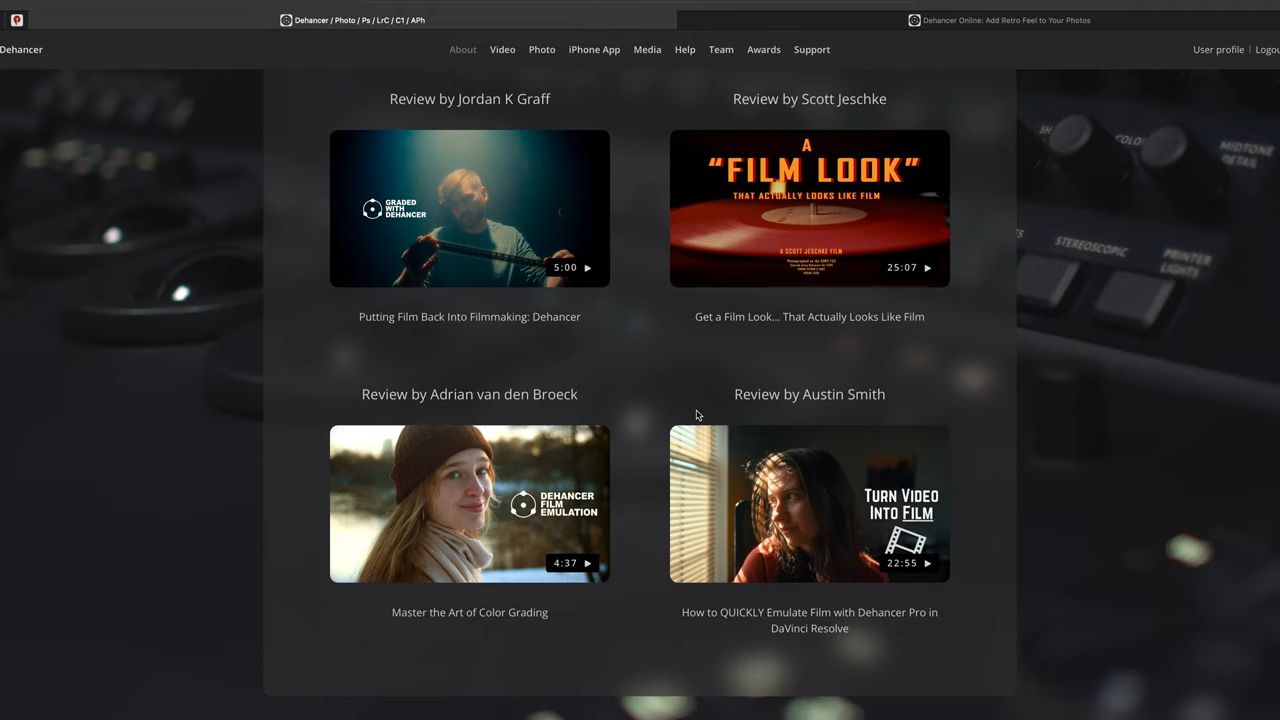 Dehancer / Photo / Ps / LrC / C1 / APh
Dehancer Online: Add Retro Feel to Your Photos
Dehancer
About Video Photo iPhone App Media Help Team Awards Support
User profile
Review by Jordan K Graff
Review by Scott Jeschke
GRADED
WITH
DEHANCER
5:00
A
“FILM LOOK”
THAT ACTUALLY LOOKS LIKE FILM
A SCOTT JESCHKE FILM
25:07
Putting Film Back Into Filmmaking: Dehancer
Get a Film Look... That Actually Looks Like Film
COLOR
MIDTONE
DETAIL
STEREOSCOPIC
PRINTER
LIGHTS
Review by Adrian van den Broeck
Review by Austin Smith
DEHANCER
FILM
EMULATION
4:37
TURN VIDEO
INTO FILM
22:55
Master the Art of Color Grading
How to QUICKLY Emulate Film with Dehancer Pro in
DaVinci Resolve